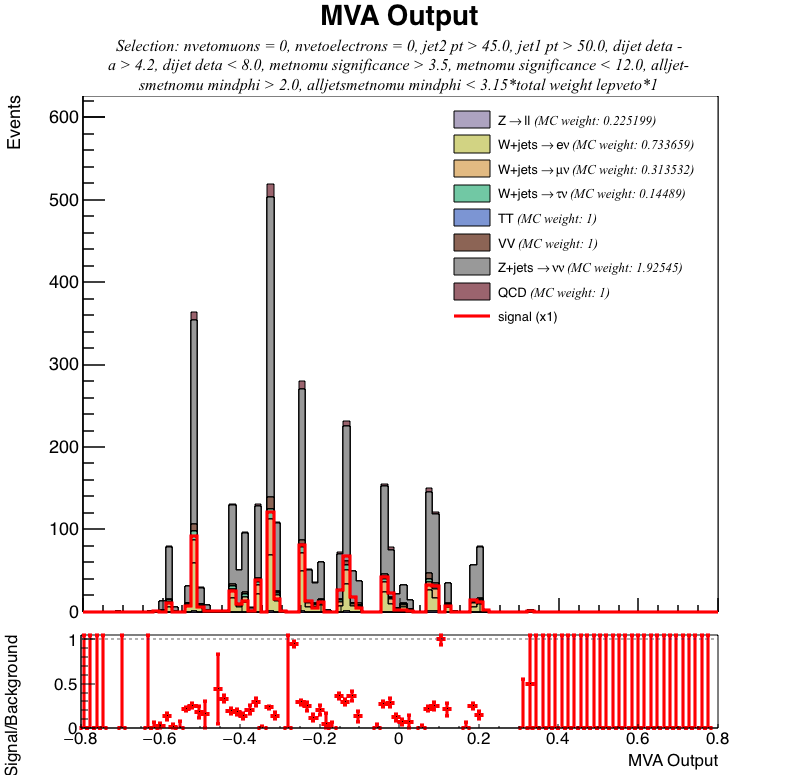 MVA Output
Selection: nvetomuons = 0, nvetoelectrons = 0, jet2 pt > 45.0, jet1 pt > 50.0, dijet deta -
a > 4.2, dijet deta < 8.0, metnomu significance > 3.5, metnomu significance < 12.0, alljet-
smetnomu mindphi > 2.0, alljetsmetnomu mindphi < 3.15*total weight lepveto*1
Events
600
500
400
300
200
100
0
Z→ll (MC weight: 0.225199)
W+jets→eν (MC weight: 0.733659)
W+jets→μν (MC weight: 0.313532)
W+jets→τν (MC weight: 0.14489)
TT (MC weight: 1)
VV (MC weight: 1)
Z+jets→νν (MC weight: 1.92545)
QCD (MC weight: 1)
signal (x1)
Signal/Background
1
0.5
0
−0.8 −0.6 −0.4 −0.2 0 0.2 0.4 0.6 0.8
MVA Output